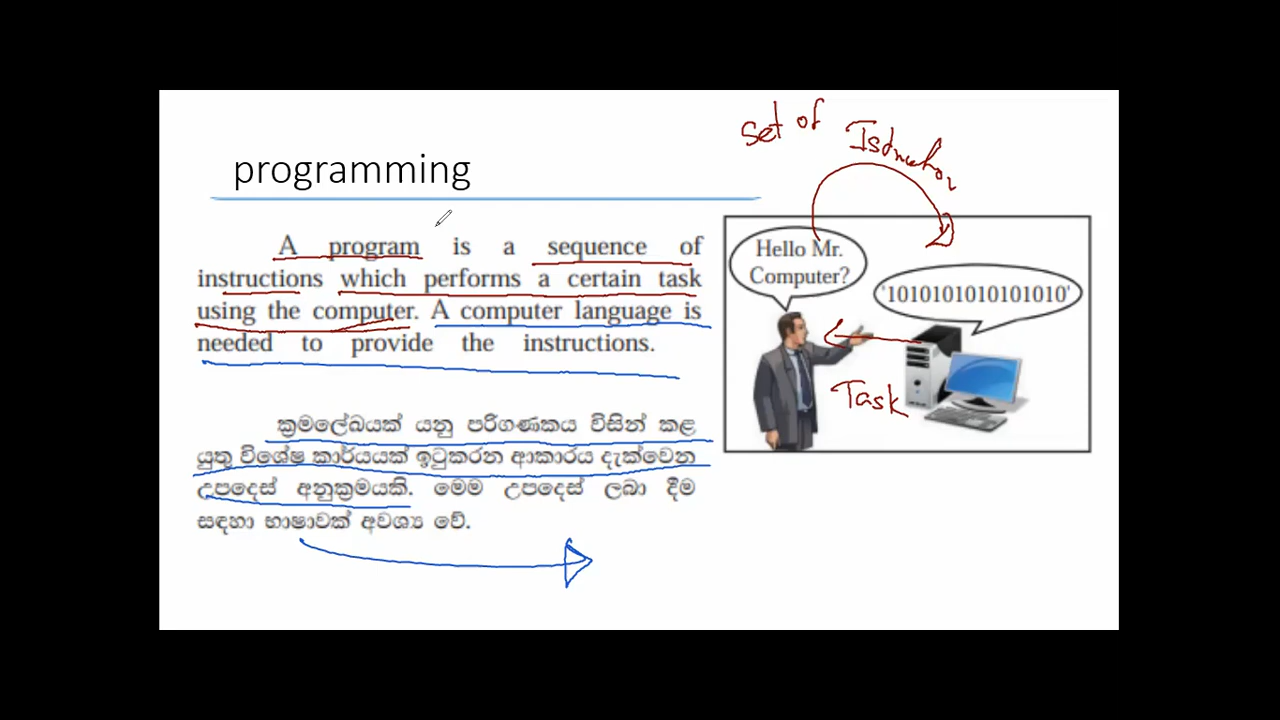 programming
A program is a sequence of
instructions which performs a certain task
using the computer. A computer language is
needed to provide the instructions.
ක්‍රමලේඛයක් යනු පරිගණකය විසින් කළ
යුතු විශේෂ කාර්යයක් ඉටුකරන ආකාරය දැක්වෙන
උපදෙස් අනුක්‍රමයකි. මෙම උපදෙස් ලබා දීම
සඳහා භාෂාවක් අවශ්‍ය වේ.
Set of
Hello Mr.
Computer?
'1010101010101010'
Task